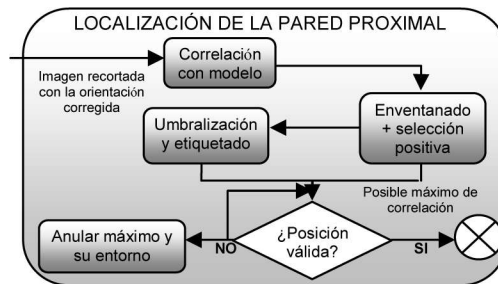 LOCALIZACIÓN DE LA PARED PROXIMAL
Correlación
con modelo
Imagen recortada
con la orientación
corregida
Enventanado
+ selección
positiva
Umbralización
y etiquetado
Posible máximo de
correlación
¿Posición
válida?
NO
SI
Anular máximo y
su entorno